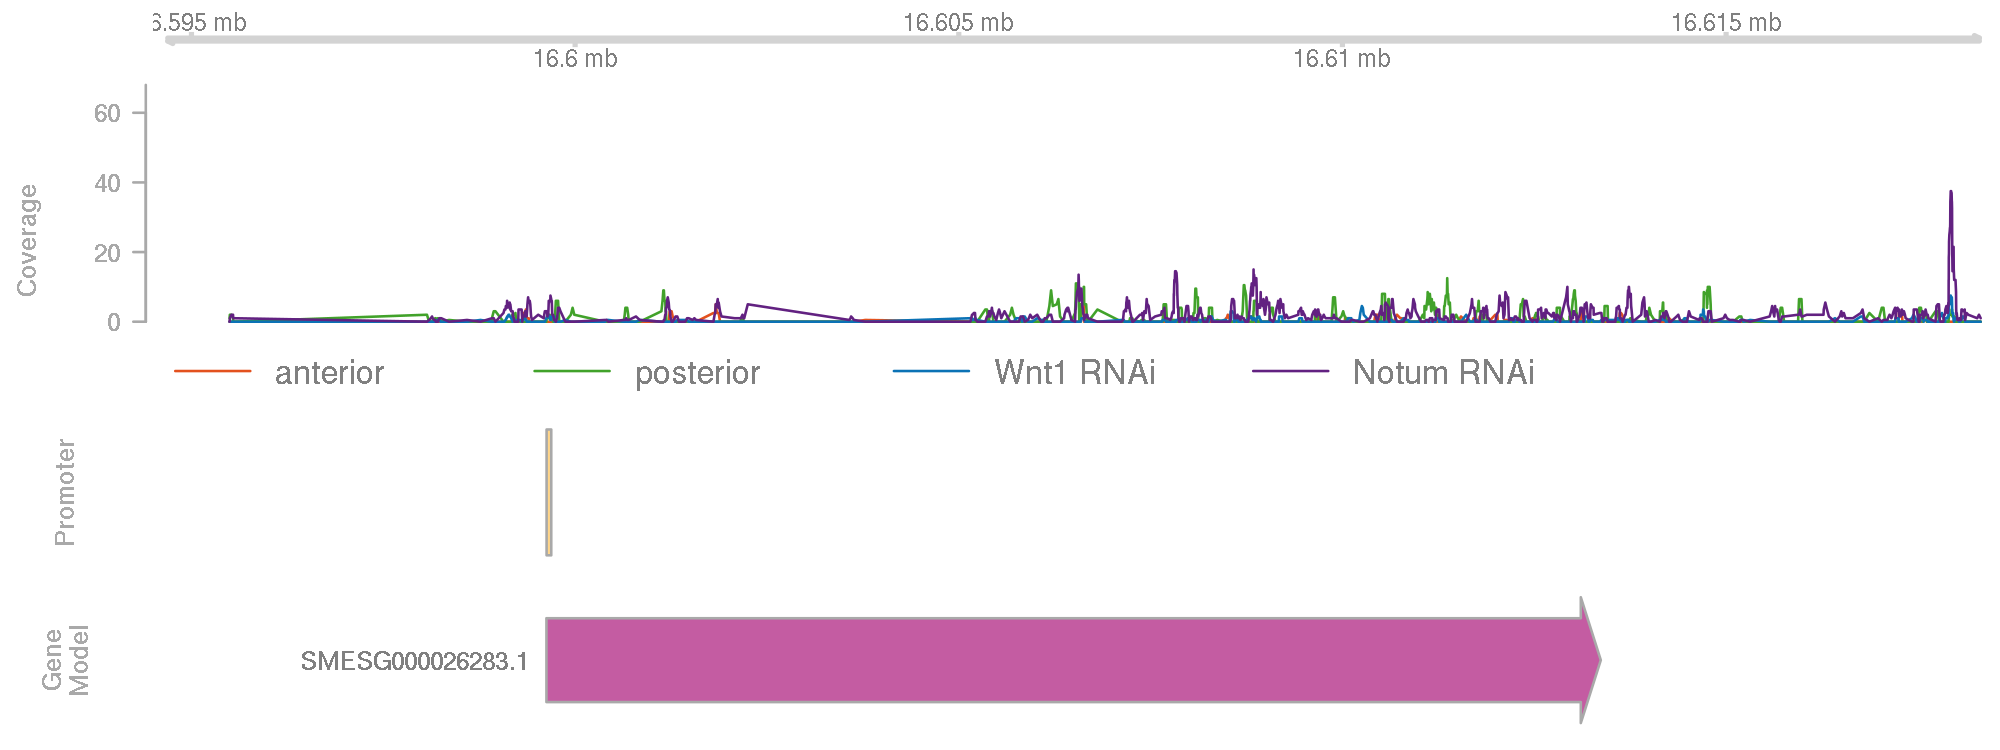 6.595 mb
16.605 mb
16.615 mb
16.6 mb
16.61 mb
Coverage
60
40
20
0
anterior
posterior
Wnt1 RNAi
Notum RNAi
Promoter
Gene
Model
SMESG000026283.1